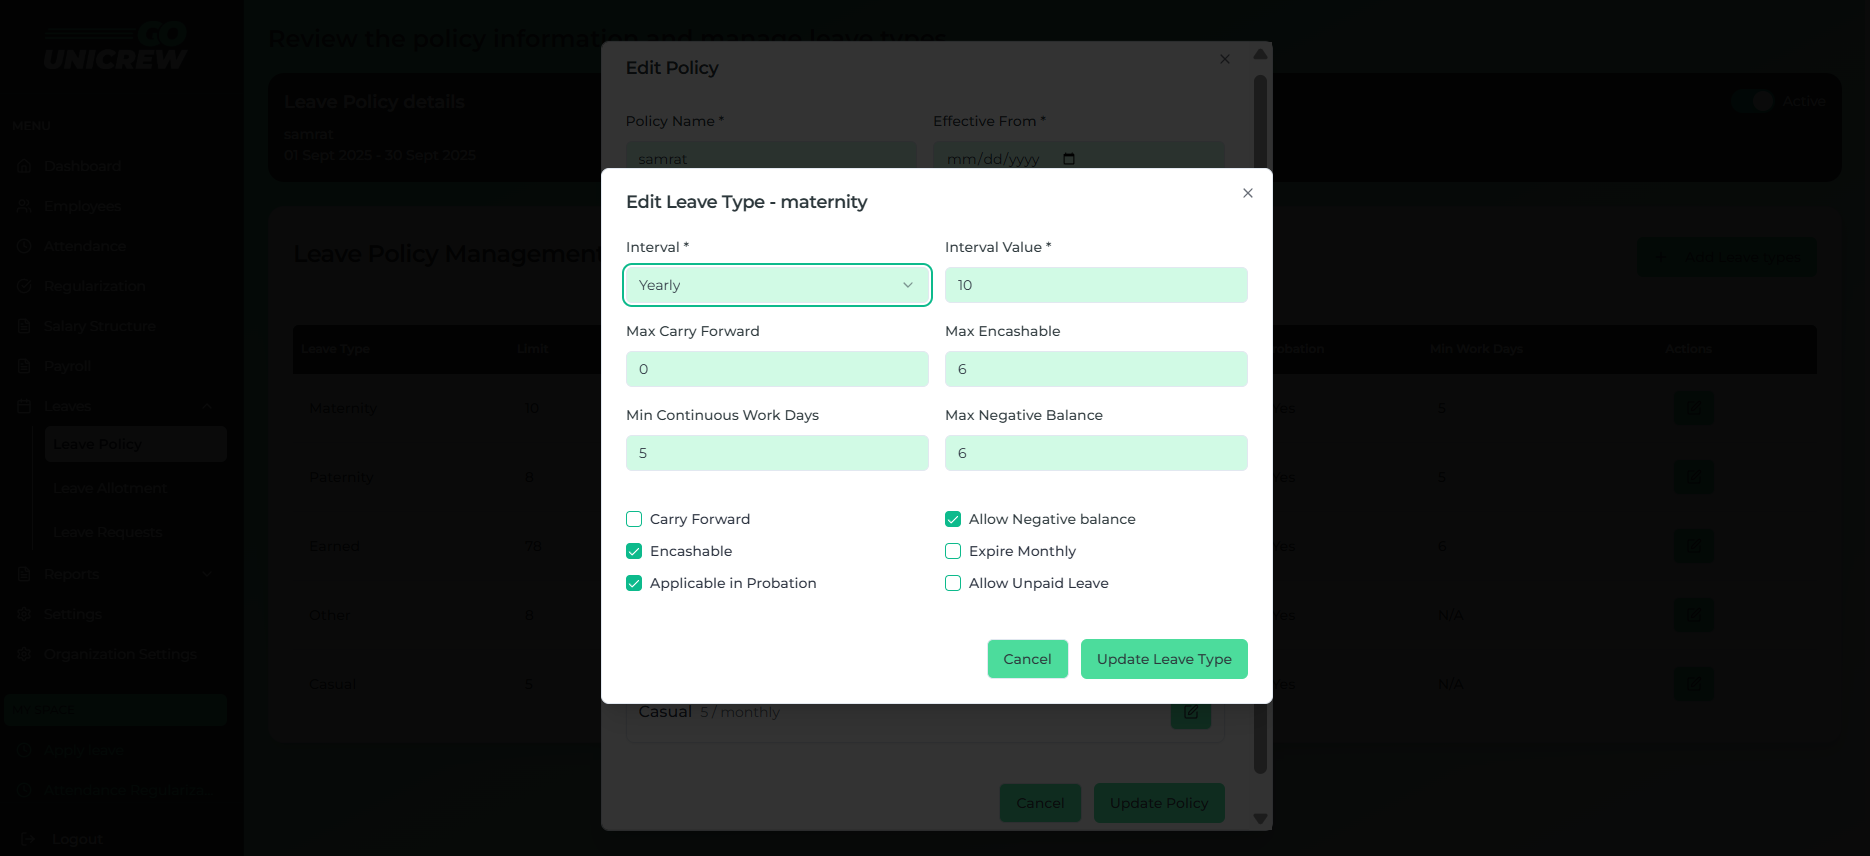 GO
UNICREW
MENU
Dashboard
Employees
Attendance
Regularization
Salary Structure
Payroll
Leaves
Leave Policy
Leave Allotment
Leave Requests
Reports
Settings
Organization Settings
MY SPACE
Apply leave
Logout
Review the policy information and manage leave types
Leave Policy details
samrat
01 Sept 2025 - 30 Sept 2025
Active
Leave Policy Management
Add Leave Types
Leave Type Limit Probation Min Work Days Actions
Maternity 10 Yes 5
Paternity 8 Yes 5
Earned 78 Yes 6
Other 8 Yes N/A
Casual 5 Yes N/A
Edit Policy
Policy Name * Effective From *
samrat mm/dd/yyyy
Edit Leave Type - maternity
Interval * Interval Value *
Yearly 10
Max Carry Forward Max Encashable
0 6
Min Continuous Work Days Max Negative Balance
5 6
Carry Forward Allow Negative balance
Encashable Expire Monthly
Applicable in Probation Allow Unpaid Leave
Cancel Update Leave Type
Casual 5 / monthly
Cancel Update Policy